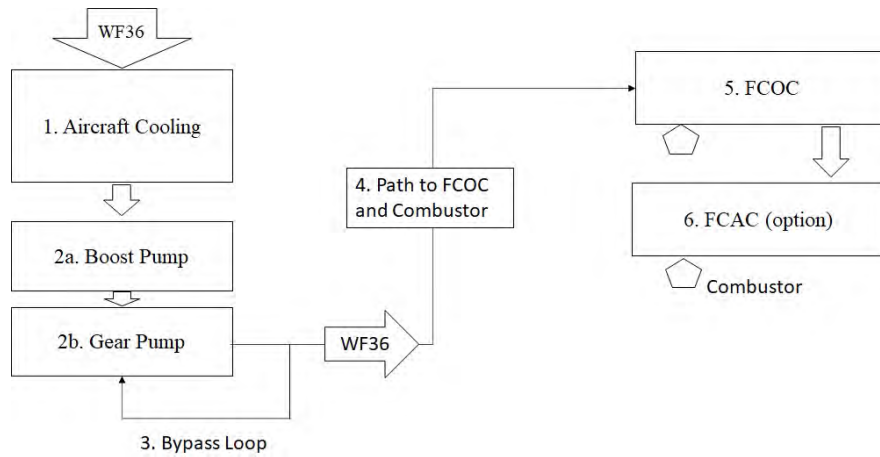 WF36
1. Aircraft Cooling
2a. Boost Pump
2b. Gear Pump
3. Bypass Loop
WF36
4. Path to FCOC
and Combustor
5. FCOC
6. FCAC (option)
Combustor